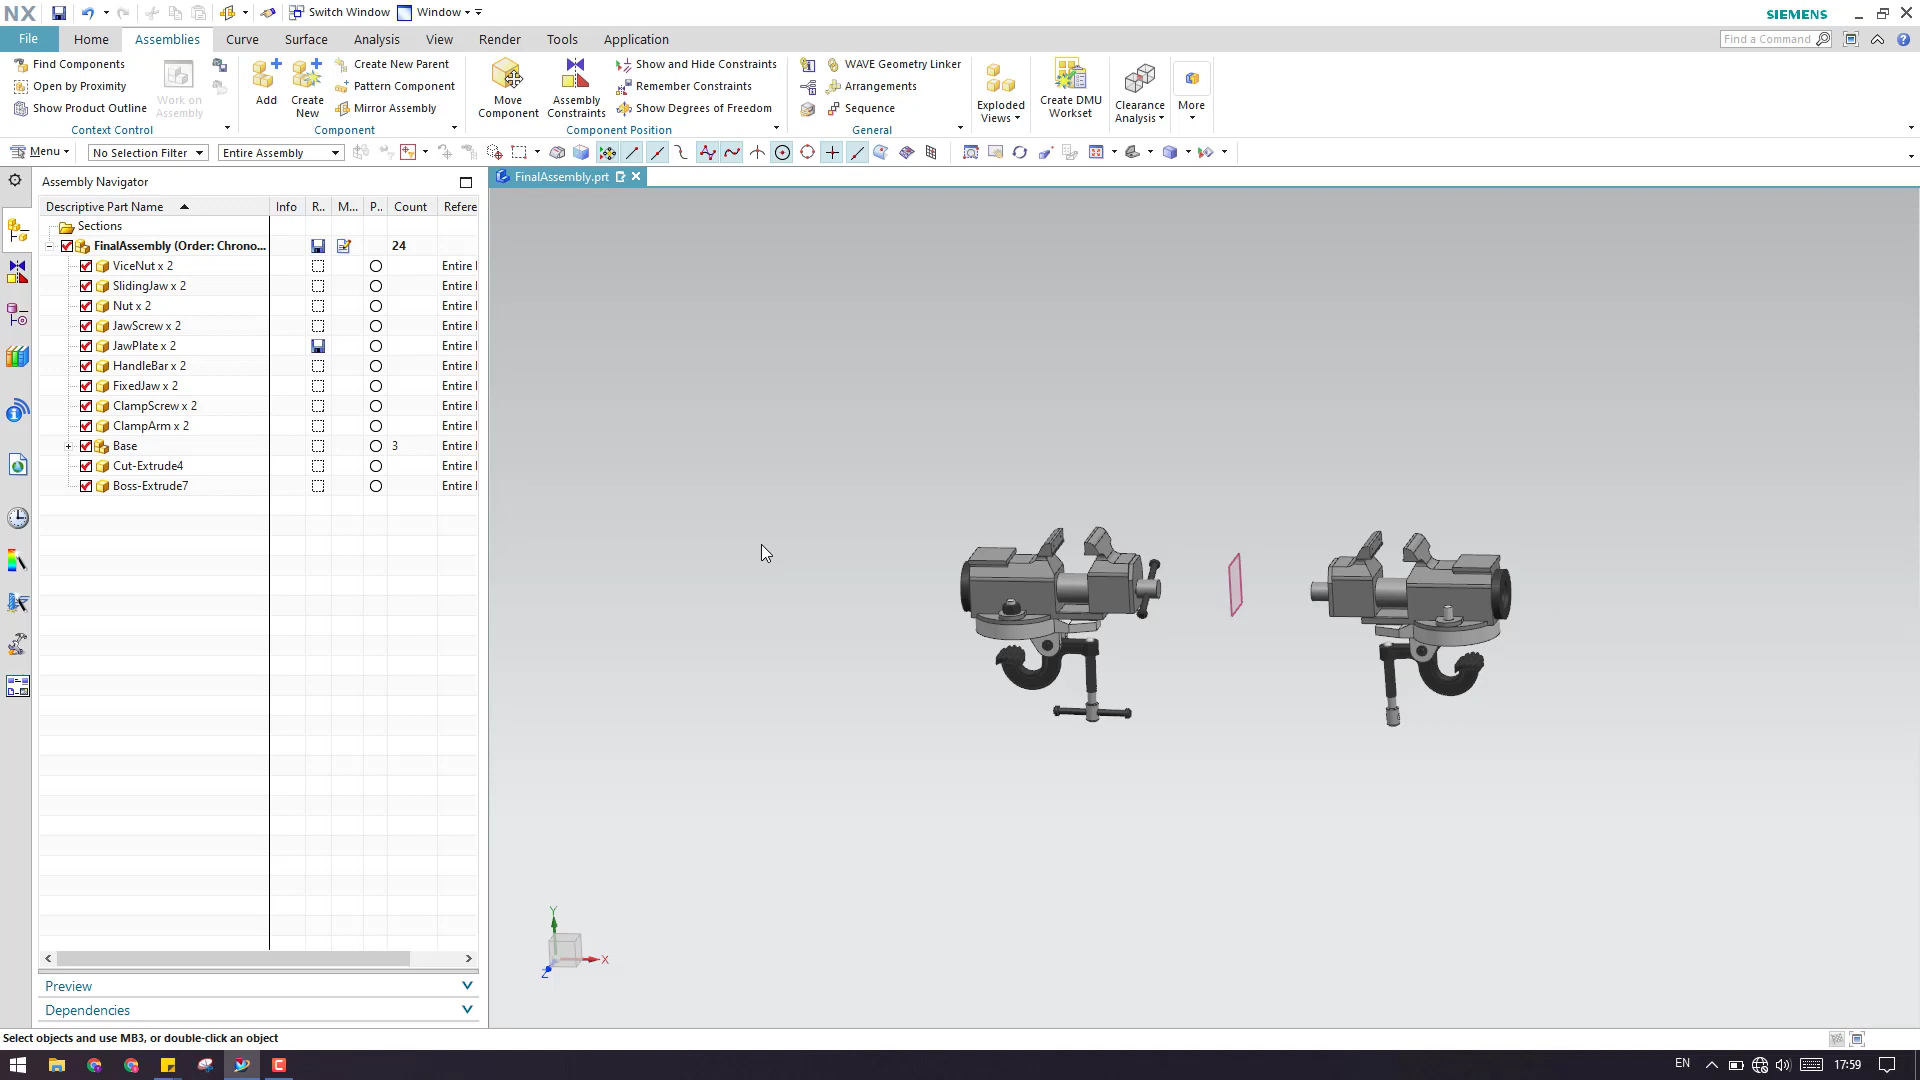 NX
Switch Window
Window
SIEMENS
File
Home
Assemblies
Curve
Surface
Analysis
View
Render
Tools
Application
Find a Command
Find Components
Open by Proximity
Show Product Outline
Context Control
Work on
Assembly
Add
Create
New
Create New Parent
Pattern Component
Mirror Assembly
Component
Move
Component
Assembly
Constraints
Show and Hide Constraints
Remember Constraints
Show Degrees of Freedom
Component Position
WAVE Geometry Linker
Arrangements
Sequence
General
Exploded
Views
Create DMU
Workset
Clearance
Analysis
More
Menu
No Selection Filter
Entire Assembly
Assembly Navigator
FinalAssembly.prt
Descriptive Part Name
Info
R..
M...
P..
Count
Refere
Sections
FinalAssembly (Order: Chrono...
24
ViceNut x 2
Entire
SlidingJaw x 2
Entire
Nut x 2
Entire
JawScrew x 2
Entire
JawPlate x 2
Entire
HandleBar x 2
Entire
FixedJaw x 2
Entire
ClampScrew x 2
Entire
ClampArm x 2
Entire
Base
3
Entire
Cut-Extrude4
Entire
Boss-Extrude7
Entire
Y
X
Z
Preview
Dependencies
Select objects and use MB3, or double-click an object
EN
17:59